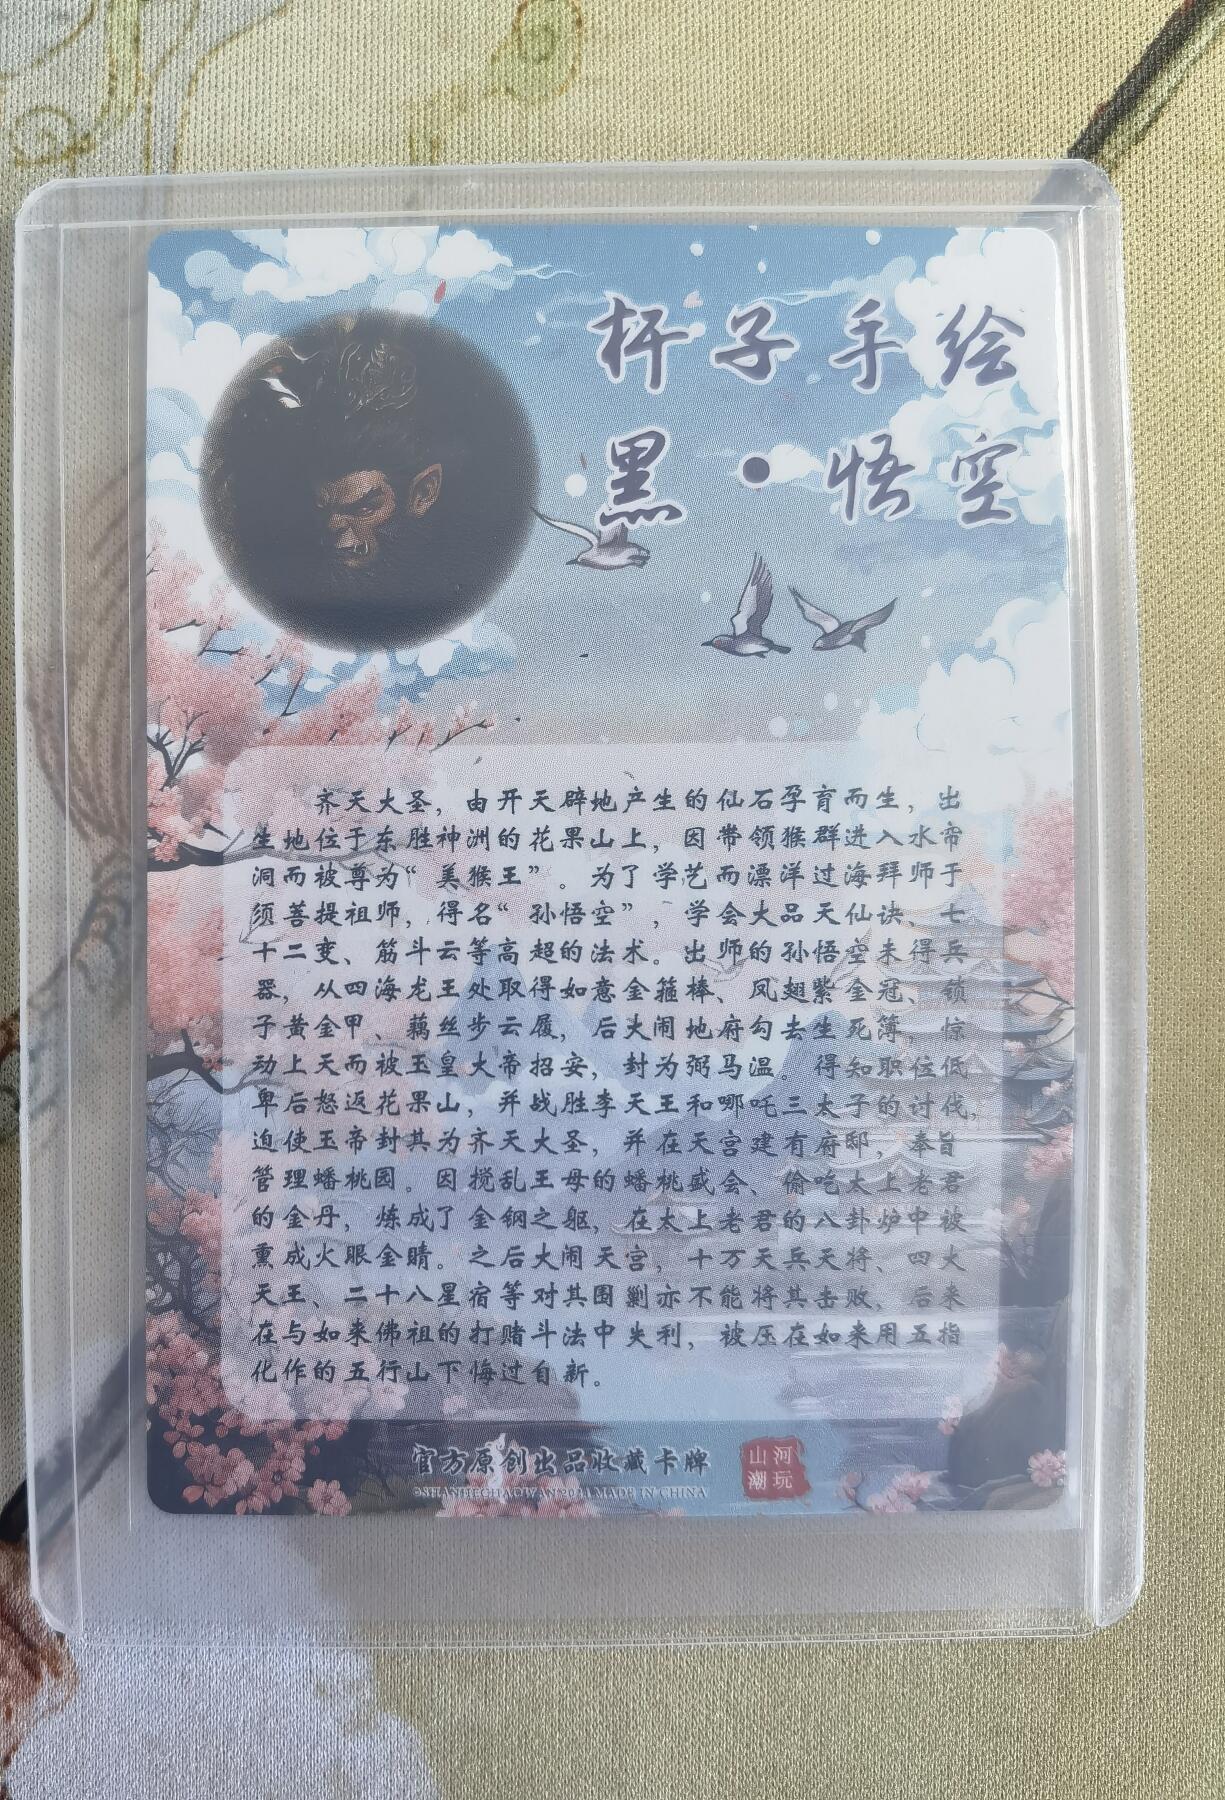 杆子手绘
黑·悟空
齐天大圣，由开天辟地产生的仙石孕育而生，出
生地位于东胜神洲的花果山上，因带领猴群进入水帘
洞而被尊为“美猴王”。为了学艺而漂洋过海拜师于
须菩提祖师，得名“孙悟空”，学会大品天仙诀、七
十二变、筋斗云等高超的法术。出师的孙悟空未得兵
器，从四海龙王处取得如意金箍棒、凤翅紫金冠、锁
子黄金甲、藕丝步云履，后大闹地府勾去生死簿，惊
动上天而被玉皇大帝招安，封为弼马温。得知职位低
卑后怒返花果山，并战胜李天王和哪吒三太子的讨伐，
迫使玉帝封其为齐天大圣，并在天宫建有府邸，奉旨
管理蟠桃园。因搅乱王母的蟠桃盛会、偷吃太上老君
的金丹，炼成了金钢之躯，在太上老君的八卦炉中被
熏成火眼金睛。之后大闹天宫，十万天兵天将、四大
天王、二十八星宿等对其围剿亦不能将其击败，后来
在与如来佛祖的打赌斗法中失利，被压在如来用五指
化作的五行山下悔过自新。
官方原创出品收藏卡牌
山河
潮玩
©SHANHECHAOWAN2024 MADE IN CHINA